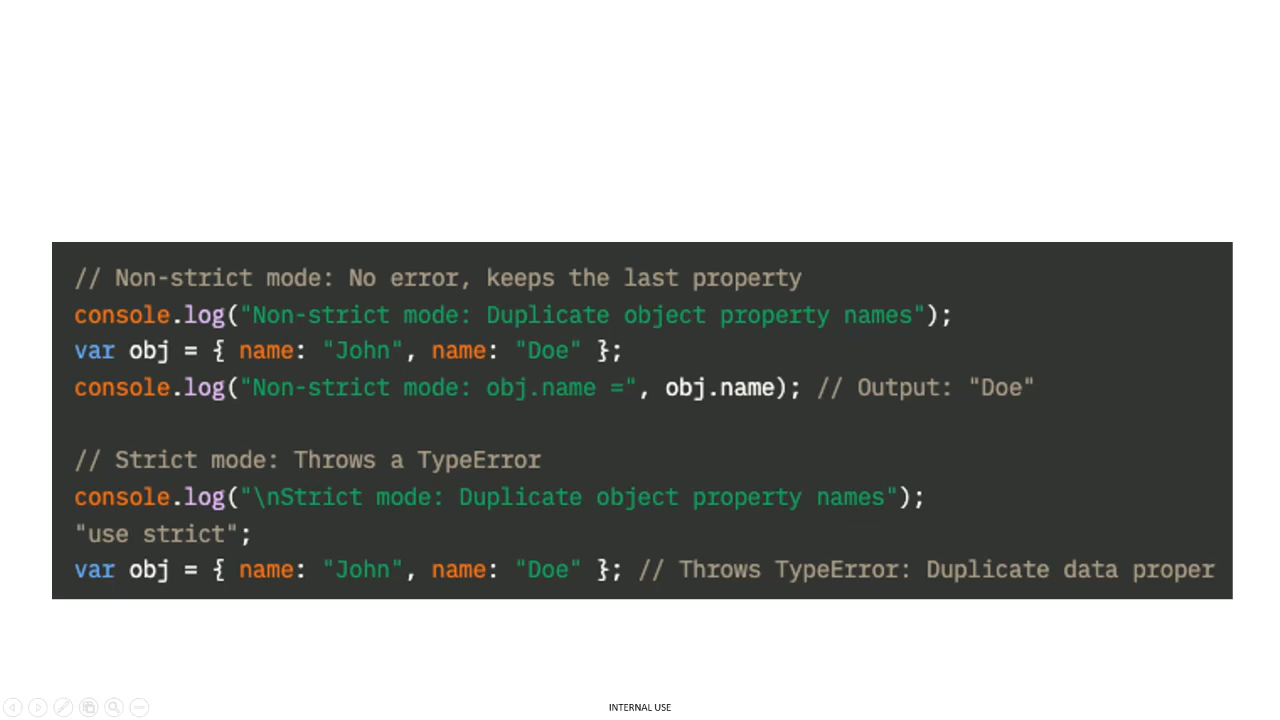 // Non-strict mode: No error, keeps the last property
console.log("Non-strict mode: Duplicate object property names");
var obj = { name: "John", name: "Doe" };
console.log("Non-strict mode: obj.name =", obj.name); // Output: "Doe"
// Strict mode: Throws a TypeError
console.log("\nStrict mode: Duplicate object property names");
"use strict";
var obj = { name: "John", name: "Doe" }; // Throws TypeError: Duplicate data proper
INTERNAL USE